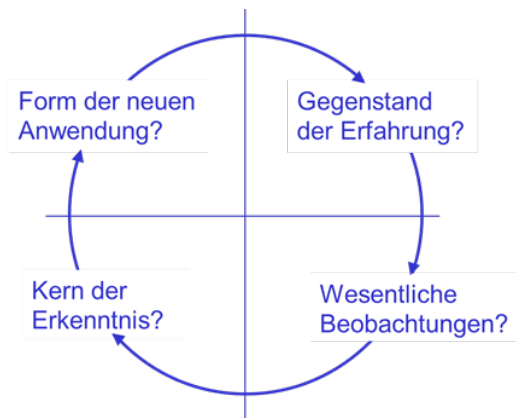 Form der neuen
Anwendung?
Gegenstand
der Erfahrung?
Kern der
Erkenntnis?
Wesentliche
Beobachtungen?